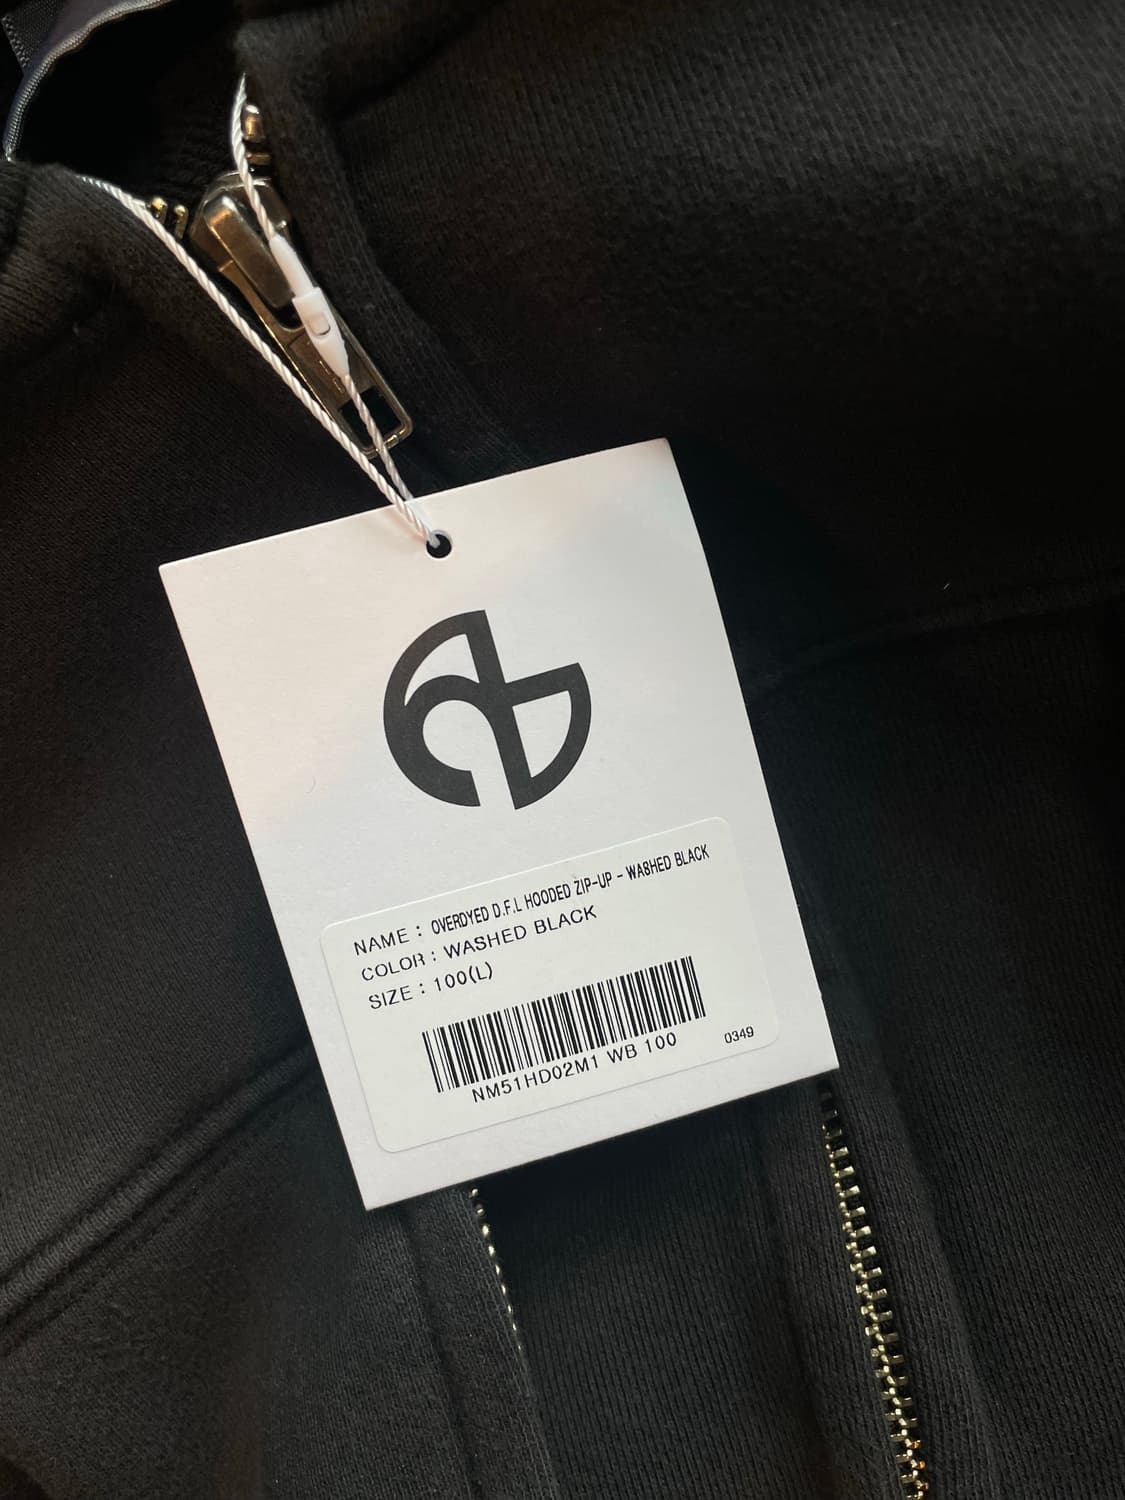 NAME : OVERDYED D.F.L HOODED ZIP-UP - WASHED BLACK
COLOR : WASHED BLACK
SIZE : 100(L)
NM51HD02M1 WB 100
0349